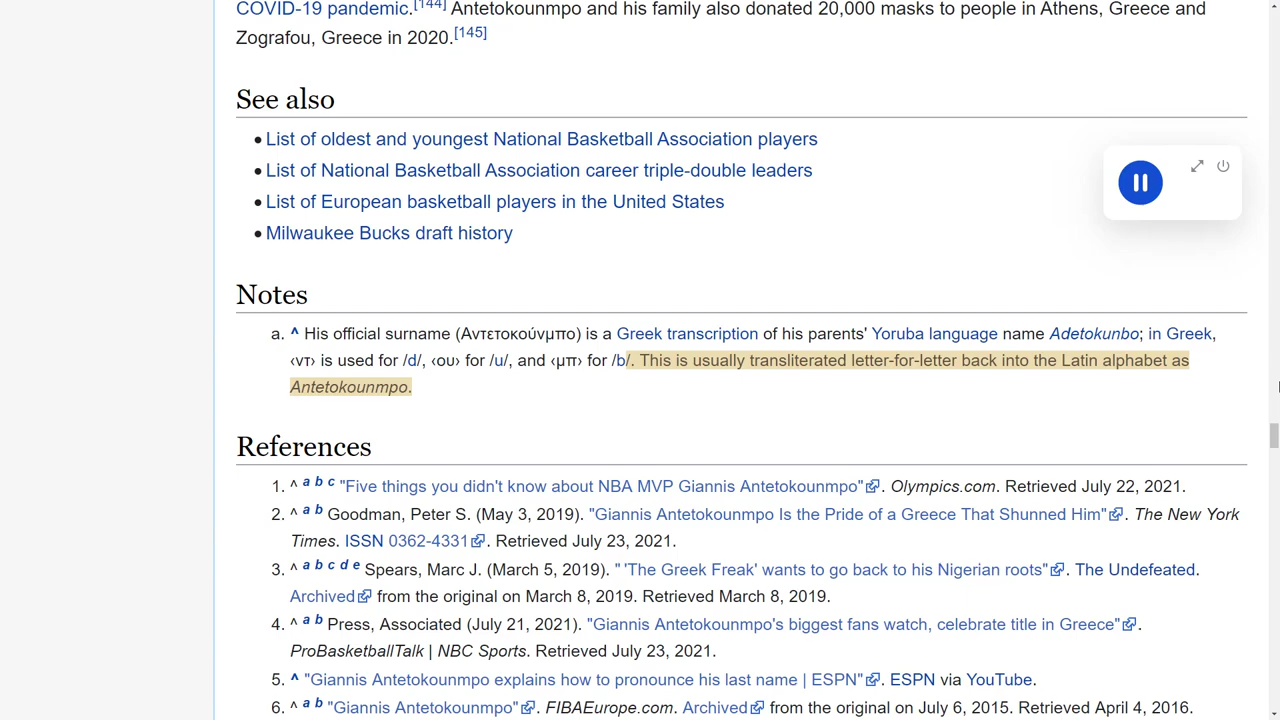 COVID-19 pandemic.[144] Antetokounmpo and his family also donated 20,000 masks to people in Athens, Greece and
Zografou, Greece in 2020.[145]
See also
• List of oldest and youngest National Basketball Association players
• List of National Basketball Association career triple-double leaders
• List of European basketball players in the United States
• Milwaukee Bucks draft history
Notes
a. ^ His official surname (Αντετοκούνμπο) is a Greek transcription of his parents' Yoruba language name Adetokunbo; in Greek,
‹ντ› is used for /d/, ‹ου› for /u/, and ‹μπ› for /b/. This is usually transliterated letter-for-letter back into the Latin alphabet as
Antetokounmpo.
References
1. ^ a b c "Five things you didn't know about NBA MVP Giannis Antetokounmpo". Olympics.com. Retrieved July 22, 2021.
2. ^ a b Goodman, Peter S. (May 3, 2019). "Giannis Antetokounmpo Is the Pride of a Greece That Shunned Him". The New York
Times. ISSN 0362-4331. Retrieved July 23, 2021.
3. ^ a b c d e Spears, Marc J. (March 5, 2019). " 'The Greek Freak' wants to go back to his Nigerian roots". The Undefeated.
Archived from the original on March 8, 2019. Retrieved March 8, 2019.
4. ^ a b Press, Associated (July 21, 2021). "Giannis Antetokounmpo's biggest fans watch, celebrate title in Greece".
ProBasketballTalk | NBC Sports. Retrieved July 23, 2021.
5. ^ "Giannis Antetokounmpo explains how to pronounce his last name | ESPN". ESPN via YouTube.
6. ^ a b "Giannis Antetokounmpo". FIBAEurope.com. Archived from the original on July 6, 2015. Retrieved April 4, 2016.